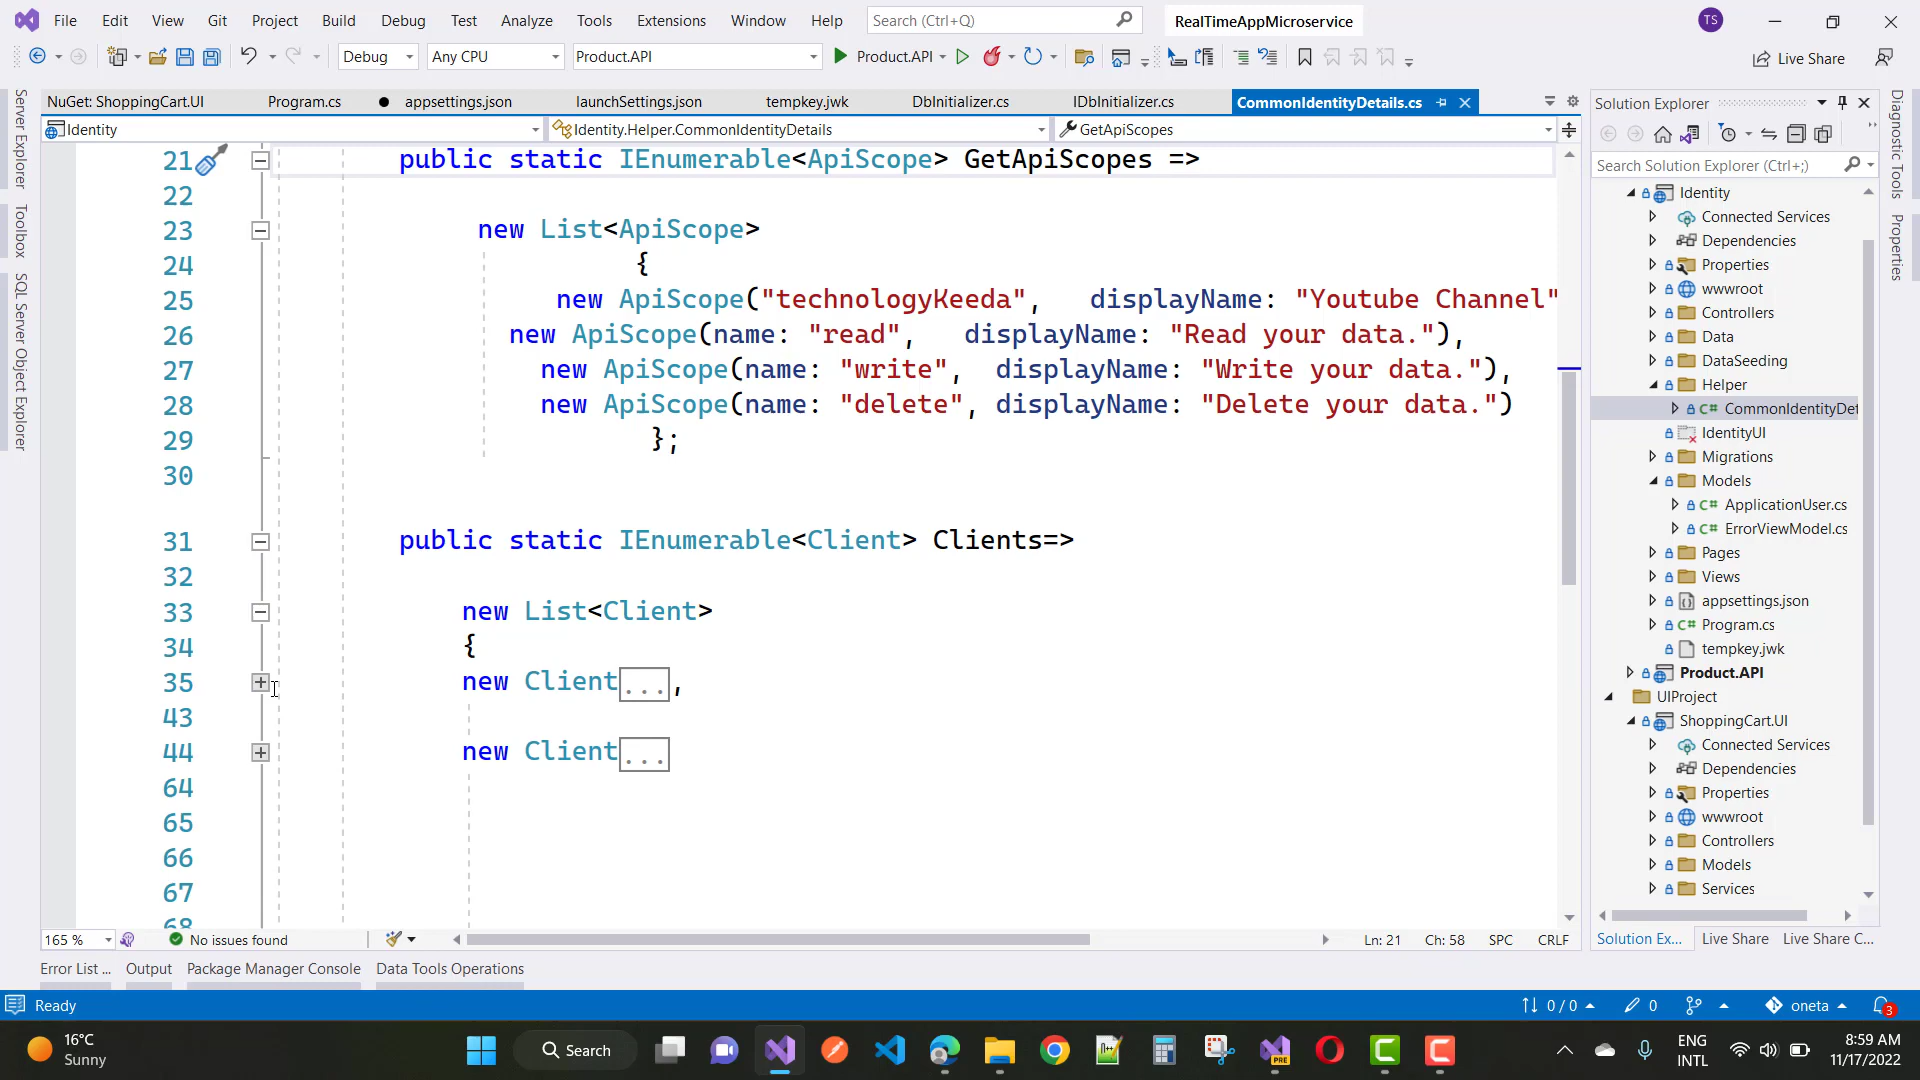 File Edit View Git Project Build Debug Test Analyze Tools Extensions Window Help Search (Ctrl+Q) RealTimeAppMicroservice TS
Debug Any CPU Product.API Product.API Live Share
NuGet: ShoppingCart.UI Program.cs appsettings.json launchSettings.json tempkey.jwk DbInitializer.cs IDbInitializer.cs CommonIdentityDetails.cs
Identity Identity.Helper.CommonIdentityDetails GetApiScopes
Server Explorer
Toolbox
SQL Server Object Explorer
21 public static IEnumerable<ApiScope> GetApiScopes =>
22
23 new List<ApiScope>
24 {
25 new ApiScope("technologyKeeda", displayName: "Youtube Channel"
26 new ApiScope(name: "read", displayName: "Read your data."),
27 new ApiScope(name: "write", displayName: "Write your data."),
28 new ApiScope(name: "delete", displayName: "Delete your data.")
29 };
30
31 public static IEnumerable<Client> Clients=>
32
33 new List<Client>
34 {
35 new Client...,
43
44 new Client...
64
65
66
67
68
165 % No issues found Ln: 21 Ch: 58 SPC CRLF
Error List ... Output Package Manager Console Data Tools Operations
Solution Explorer
Search Solution Explorer (Ctrl+;)
Identity
Connected Services
Dependencies
Properties
wwwroot
Controllers
Data
DataSeeding
Helper
C# CommonIdentityDet
IdentityUI
Migrations
Models
C# ApplicationUser.cs
C# ErrorViewModel.cs
Pages
Views
appsettings.json
C# Program.cs
tempkey.jwk
Product.API
UIProject
ShoppingCart.UI
Connected Services
Dependencies
Properties
wwwroot
Controllers
Models
Services
Solution Ex... Live Share Live Share C...
Diagnostic Tools
Properties
Ready 0 / 0 0 oneta 3
16°C
Sunny
Search
PRE
ENG
INTL
8:59 AM
11/17/2022